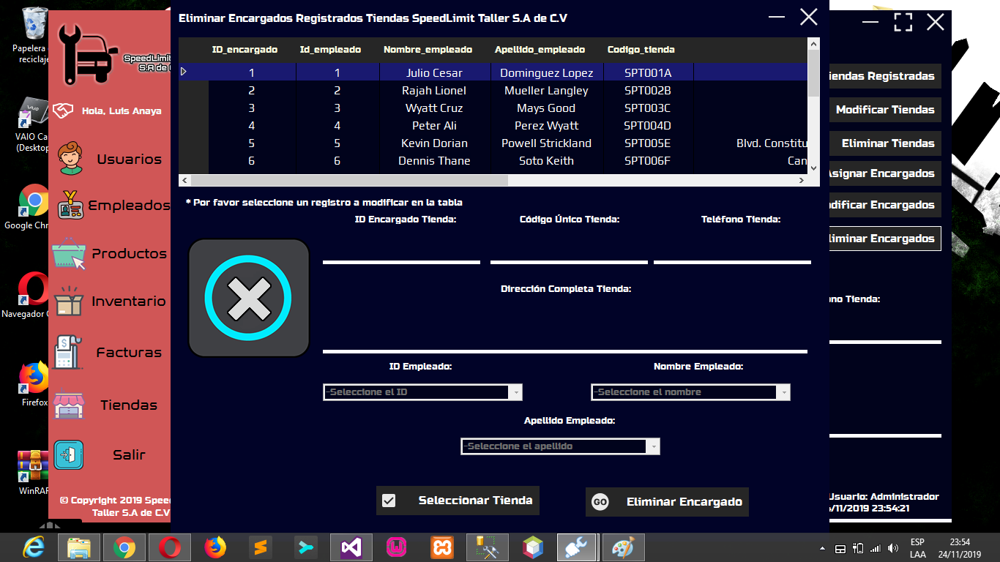 Papelera
reciclaje
VAIO Ca
(Desktop
Google Chr
Navegador
Firefox
WinRAR
SpeedLimit
S.A de
Hola, Luis Anaya
Usuarios
Empleados
Productos
Inventario
Facturas
Tiendas
Salir
© Copyright 2019 Spee
Taller S.A de C.V
Eliminar Encargados Registrados Tiendas SpeedLimit Taller S.A de C.V
ID_encargado Id_empleado Nombre_empleado Apellido_empleado Codigo_tienda
1 1 Julio Cesar Dominguez Lopez SPT001A
2 2 Rajah Lionel Mueller Langley SPT002B
3 3 Wyatt Cruz Mays Good SPT003C
4 4 Peter Ali Perez Wyatt SPT004D
5 5 Kevin Dorian Powell Strickland SPT005E Blvd. Constitu
6 6 Dennis Thane Soto Keith SPT006F Can
* Por favor seleccione un registro a modificar en la tabla
ID Encargado Tienda: Código Único Tienda: Teléfono Tienda:
Dirección Completa Tienda:
ID Empleado: Nombre Empleado:
-Seleccione el ID -Seleccione el nombre
Apellido Empleado:
-Seleccione el apellido
Seleccionar Tienda
GO Eliminar Encargado
iendas Registradas
Modificar Tiendas
Eliminar Tiendas
Asignar Encargados
dificar Encargados
liminar Encargados
no Tienda:
Usuario: Administrador
/11/2019 23:54:21
ESP
LAA
23:54
24/11/2019